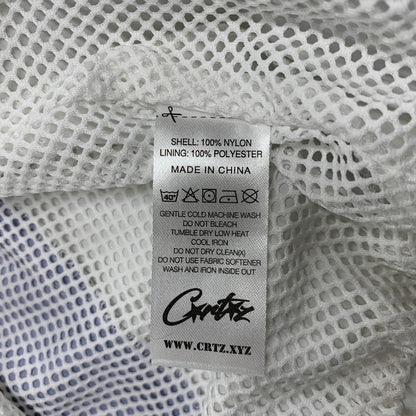 SHELL: 100% NYLON
LINING: 100% POLYESTER
MADE IN CHINA
40°
GENTLE COLD MACHINE WASH
DO NOT BLEACH
TUMBLE DRY LOW HEAT
COOL IRON
DO NOT DRY CLEAN(X)
DO NOT USE FABRIC SOFTENER
WASH AND IRON INSIDE OUT
Crtz
WWW.CRTZ.XYZ